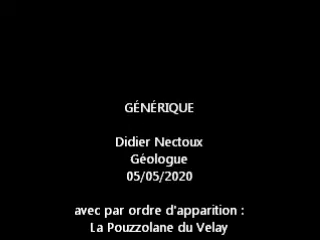 GÉNÉRIQUE
Didier Nectoux
Géologue
05/05/2020
avec par ordre d'apparition :
La Pouzzolane du Velay